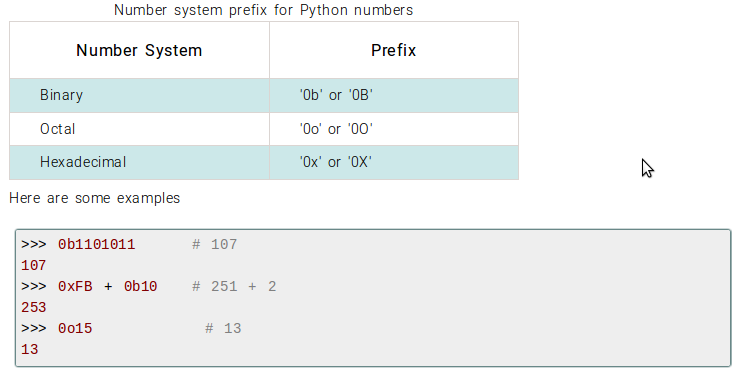 Number system prefix for Python numbers
Number System Prefix
Binary '0b' or '0B'
Octal '0o' or '0O'
Hexadecimal '0x' or '0X'
Here are some examples
>>> 0b1101011 # 107
107
>>> 0xFB + 0b10 # 251 + 2
253
>>> 0o15 # 13
13